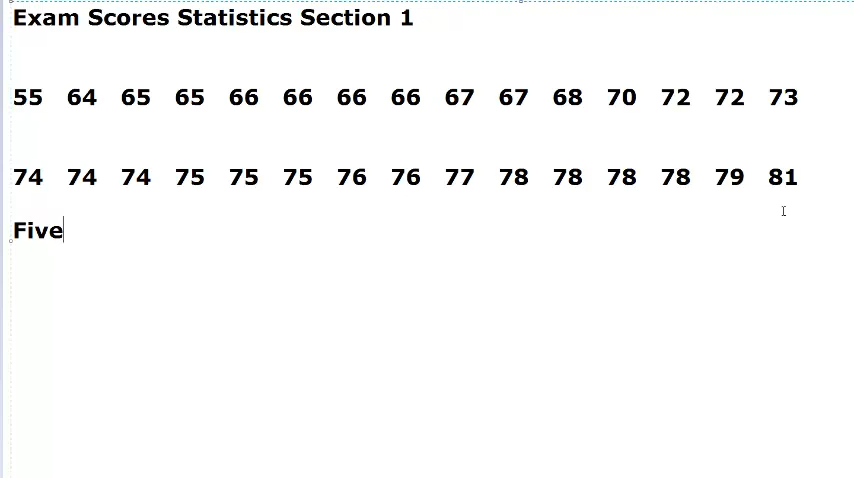 Exam Scores Statistics Section 1
55 64 65 65 66 66 66 66 67 67 68 70 72 72 73
74 74 74 75 75 75 76 76 77 78 78 78 78 79 81
Five